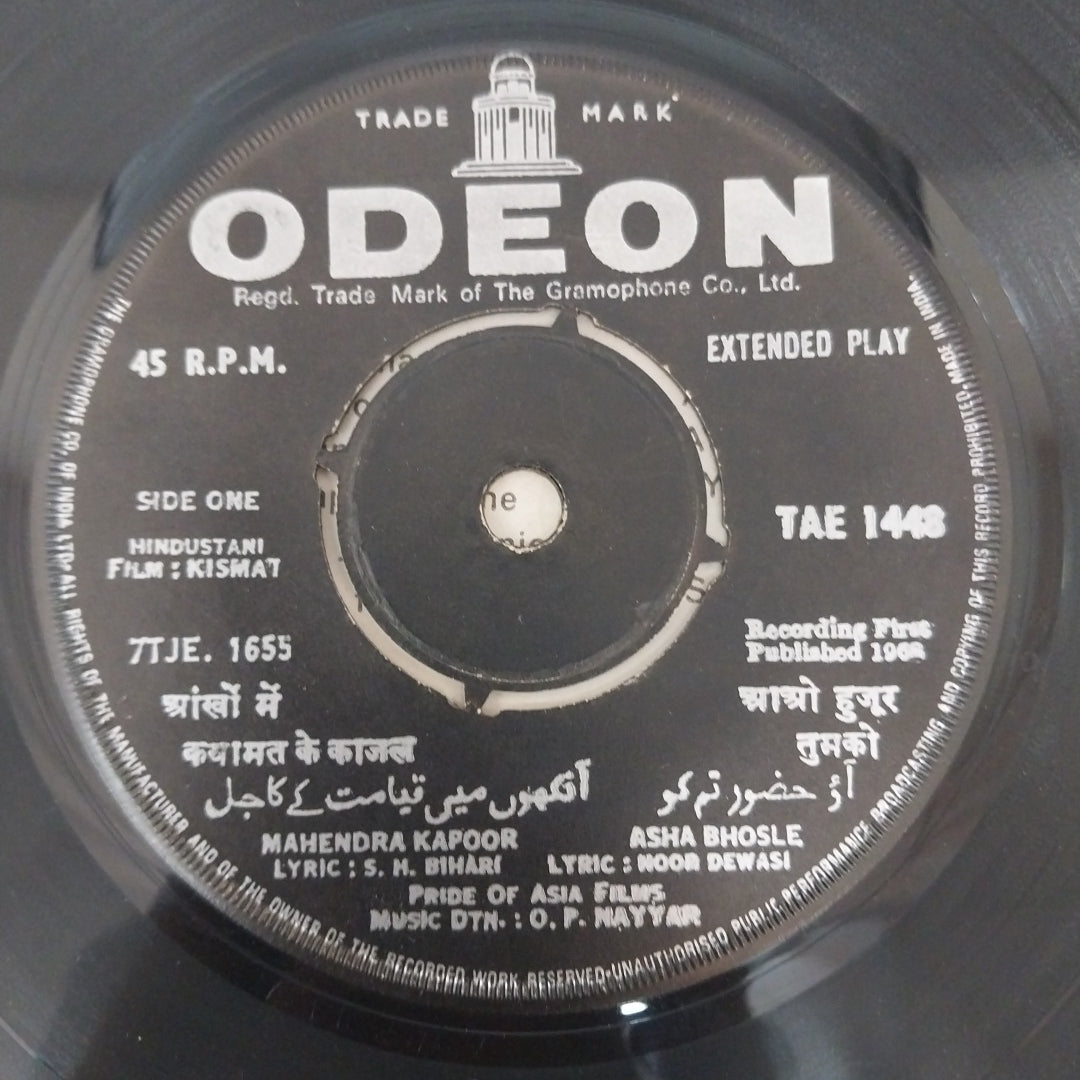 TRADE MARK
ODEON
Regd. Trade Mark of The Gramophone Co., Ltd.
45 R.P.M.
EXTENDED PLAY
SIDE ONE
TAE 1448
HINDUSTANI
FILM : KISMAT
7TJE. 1655
Recording First
Published 1968
आंखों में
कयामत के काजल
आओ हुजूर
तुमको
آنکھوں میں قیامت کے کاجل
آؤ حضور تم کو
MAHENDRA KAPOOR
ASHA BHOSLE
LYRIC : S. H. BIHARI
LYRIC : NOOR DEWASI
PRIDE OF ASIA FILMS
MUSIC DTN. : O. P. NAYYAR
THE GRAMOPHONE CO. OF INDIA LTD•ALL RIGHTS OF THE MANUFACTURER AND OF THE OWNER OF THE RECORDED WORK RESERVED•UNAUTHORISED PUBLIC PERFORMANCE BROADCASTING AND COPYING OF THIS RECORD PROHIBITED•MADE IN INDIA